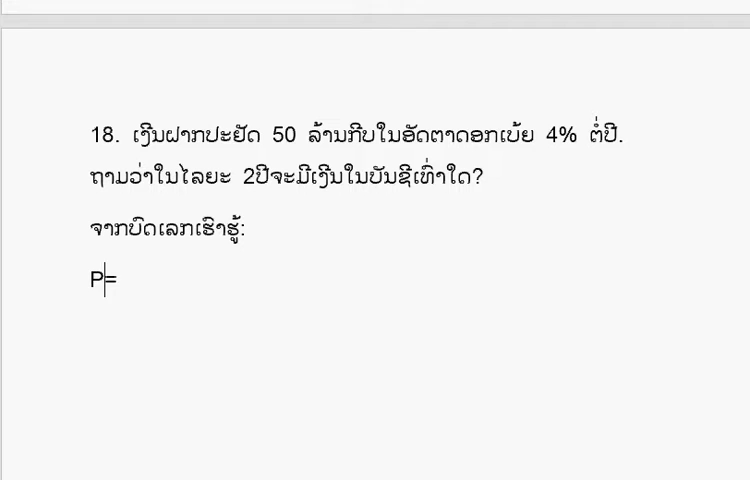 18. ເງິນຝາກປະຢັດ 50 ລ້ານກີບໃນອັດຕາດອກເບ້ຍ 4% ຕໍ່ປີ.
ຖາມວ່າໃນໄລຍະ 2ປີຈະມີເງິນໃນບັນຊີເທົ່າໃດ?
ຈາກບົດເລກເຮົາຮູ້:
P=